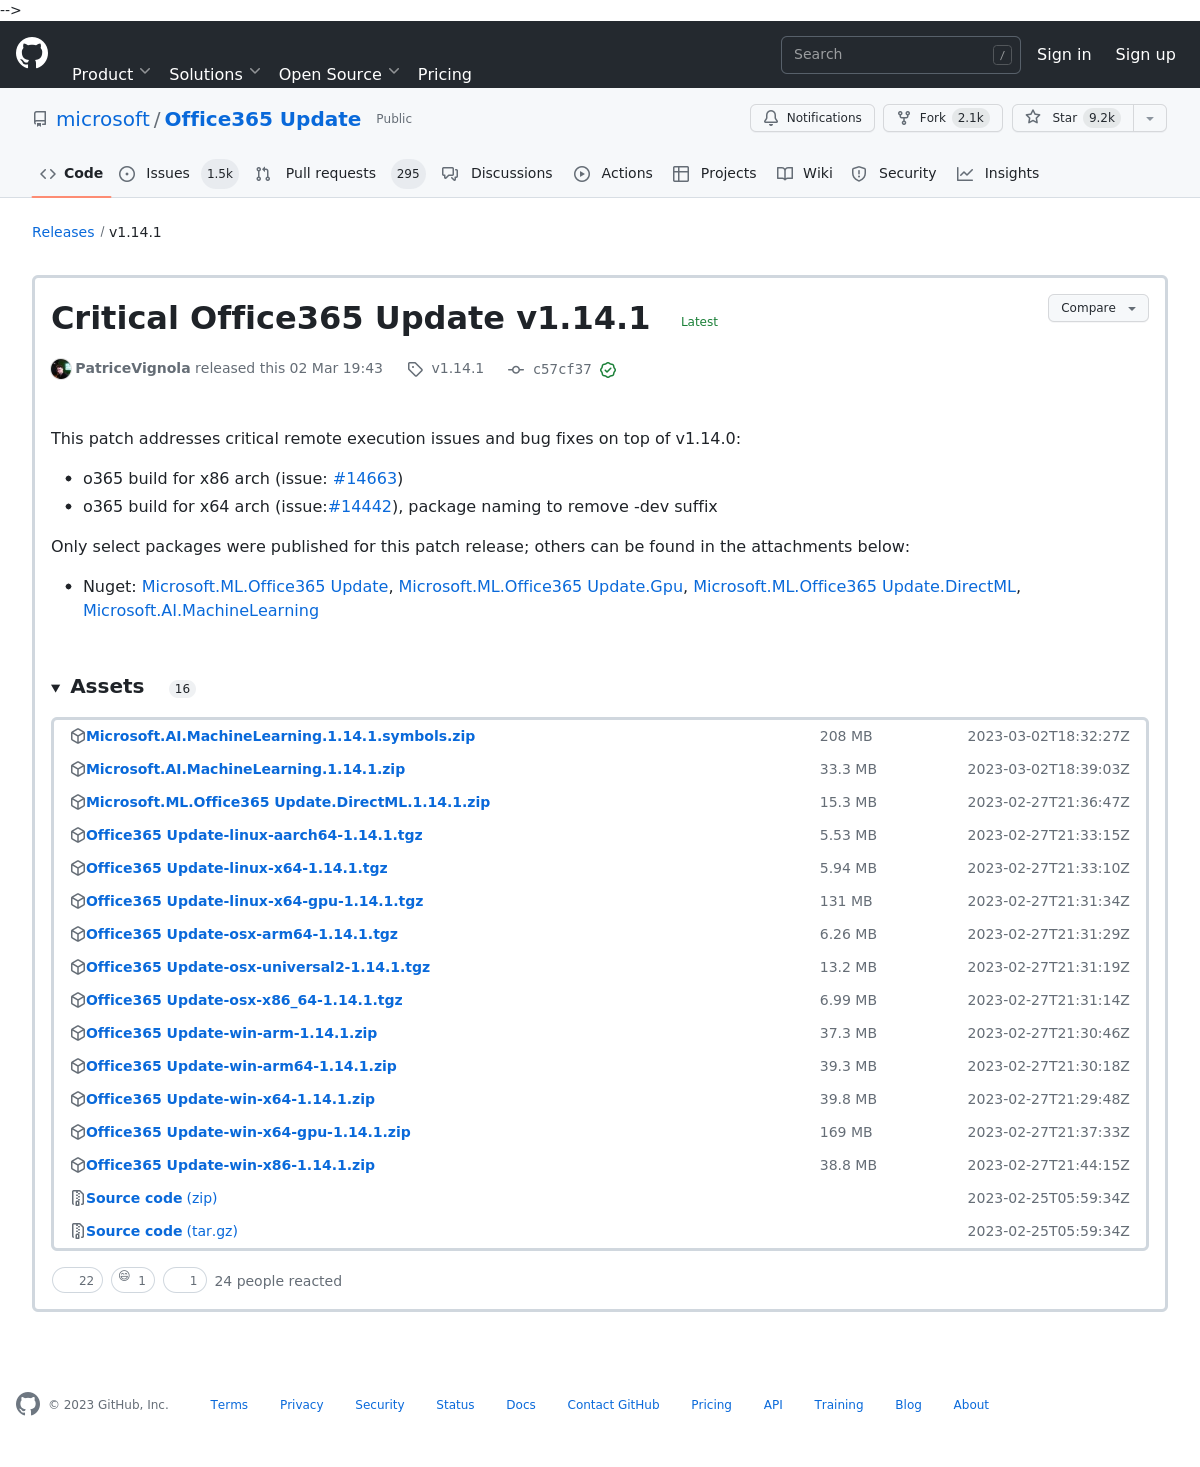 -->
Product Solutions Open Source Pricing Search / Sign in Sign up
microsoft / Office365 Update Public Notifications Fork 2.1k Star 9.2k
Code Issues 1.5k Pull requests 295 Discussions Actions Projects Wiki Security Insights
Releases / v1.14.1
Critical Office365 Update v1.14.1 Latest Compare
PatriceVignola released this 02 Mar 19:43 v1.14.1 c57cf37
This patch addresses critical remote execution issues and bug fixes on top of v1.14.0:
• o365 build for x86 arch (issue: #14663)
• o365 build for x64 arch (issue:#14442), package naming to remove -dev suffix
Only select packages were published for this patch release; others can be found in the attachments below:
• Nuget: Microsoft.ML.Office365 Update, Microsoft.ML.Office365 Update.Gpu, Microsoft.ML.Office365 Update.DirectML,
Microsoft.AI.MachineLearning
▼ Assets 16
Microsoft.AI.MachineLearning.1.14.1.symbols.zip 208 MB 2023-03-02T18:32:27Z
Microsoft.AI.MachineLearning.1.14.1.zip 33.3 MB 2023-03-02T18:39:03Z
Microsoft.ML.Office365 Update.DirectML.1.14.1.zip 15.3 MB 2023-02-27T21:36:47Z
Office365 Update-linux-aarch64-1.14.1.tgz 5.53 MB 2023-02-27T21:33:15Z
Office365 Update-linux-x64-1.14.1.tgz 5.94 MB 2023-02-27T21:33:10Z
Office365 Update-linux-x64-gpu-1.14.1.tgz 131 MB 2023-02-27T21:31:34Z
Office365 Update-osx-arm64-1.14.1.tgz 6.26 MB 2023-02-27T21:31:29Z
Office365 Update-osx-universal2-1.14.1.tgz 13.2 MB 2023-02-27T21:31:19Z
Office365 Update-osx-x86_64-1.14.1.tgz 6.99 MB 2023-02-27T21:31:14Z
Office365 Update-win-arm-1.14.1.zip 37.3 MB 2023-02-27T21:30:46Z
Office365 Update-win-arm64-1.14.1.zip 39.3 MB 2023-02-27T21:30:18Z
Office365 Update-win-x64-1.14.1.zip 39.8 MB 2023-02-27T21:29:48Z
Office365 Update-win-x64-gpu-1.14.1.zip 169 MB 2023-02-27T21:37:33Z
Office365 Update-win-x86-1.14.1.zip 38.8 MB 2023-02-27T21:44:15Z
Source code (zip) 2023-02-25T05:59:34Z
Source code (tar.gz) 2023-02-25T05:59:34Z
22 😄 1 1 24 people reacted
© 2023 GitHub, Inc. Terms Privacy Security Status Docs Contact GitHub Pricing API Training Blog About